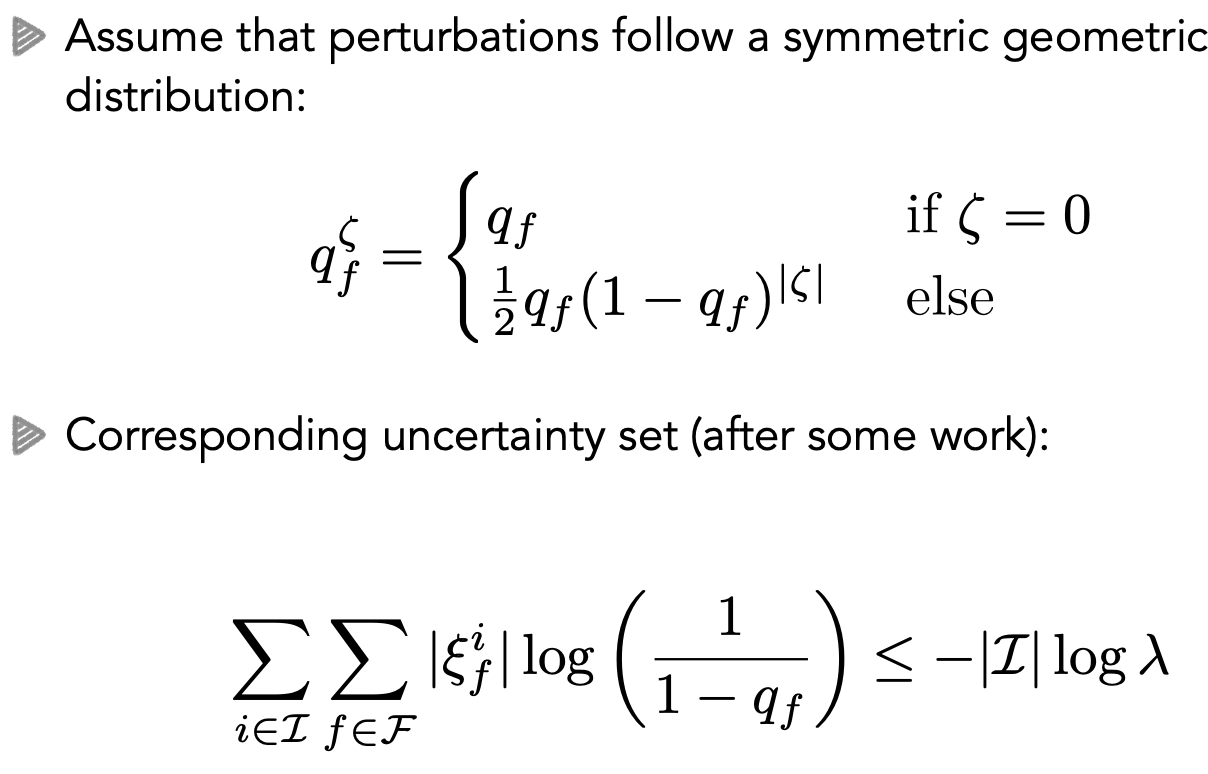 Assume that perturbations follow a symmetric geometric
distribution:
$q_f^{\zeta} = \begin{cases} q_f & \text{if } \zeta = 0 \\ \frac{1}{2} q_f (1 - q_f)^{|\zeta|} & \text{else} \end{cases}$
Corresponding uncertainty set (after some work):
$\sum_{i \in \mathcal{I}} \sum_{f \in \mathcal{F}} |\xi_f^i| \log \left( \frac{1}{1 - q_f} \right) \leq -|\mathcal{I}| \log \lambda$